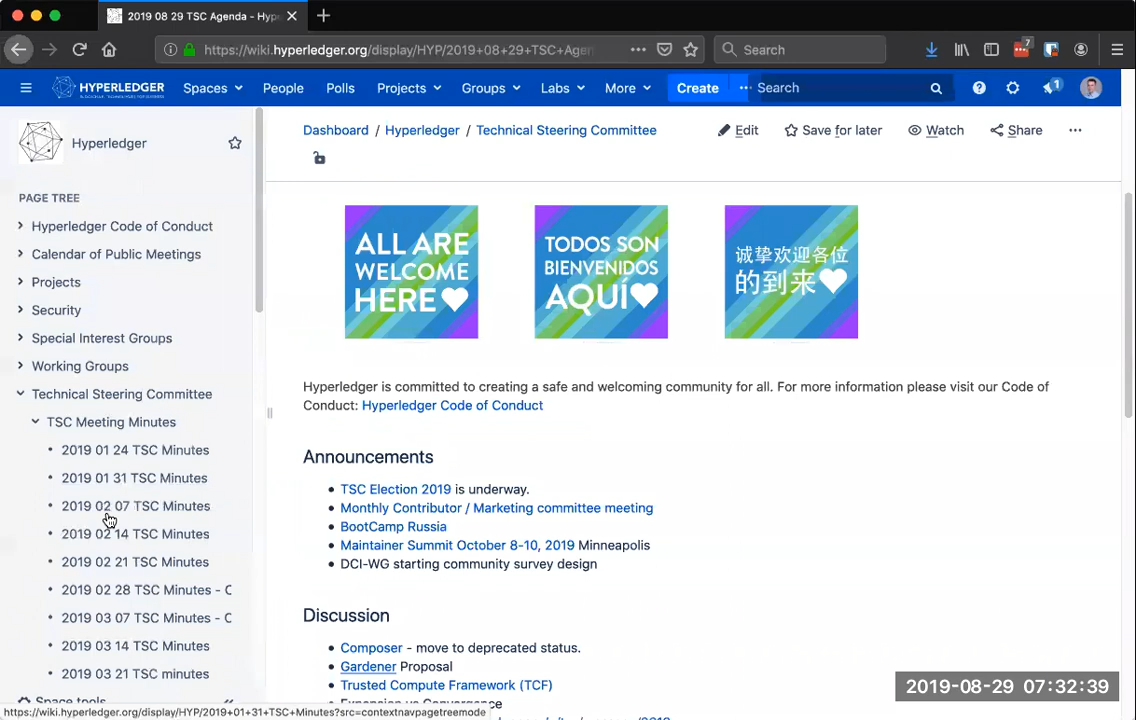 2019 08 29 TSC Agenda - Hype
https://wiki.hyperledger.org/display/HYP/2019+08+29+TSC+Agen
Search
7
HYPERLEDGER
Spaces
People
Polls
Projects
Groups
Labs
More
Create
Search
1
Hyperledger
PAGE TREE
Hyperledger Code of Conduct
Calendar of Public Meetings
Projects
Security
Special Interest Groups
Working Groups
Technical Steering Committee
TSC Meeting Minutes
2019 01 24 TSC Minutes
2019 01 31 TSC Minutes
2019 02 07 TSC Minutes
2019 02 14 TSC Minutes
2019 02 21 TSC Minutes
2019 02 28 TSC Minutes - C
2019 03 07 TSC Minutes - C
2019 03 14 TSC Minutes
2019 03 21 TSC minutes
Space tools
Dashboard / Hyperledger / Technical Steering Committee
Edit
Save for later
Watch
Share
ALL ARE
WELCOME
HERE
TODOS SON
BIENVENIDOS
AQUÍ
诚挚欢迎各位
的到来
Hyperledger is committed to creating a safe and welcoming community for all. For more information please visit our Code of
Conduct: Hyperledger Code of Conduct
Announcements
TSC Election 2019 is underway.
Monthly Contributor / Marketing committee meeting
BootCamp Russia
Maintainer Summit October 8-10, 2019 Minneapolis
DCI-WG starting community survey design
Discussion
Composer - move to deprecated status.
Gardener Proposal
Trusted Compute Framework (TCF)
Expansion vs Convergence
2019-08-29 07:32:39
https://wiki.hyperledger.org/display/HYP/2019+01+31+TSC+Minutes?src=contextnavpagetreemode